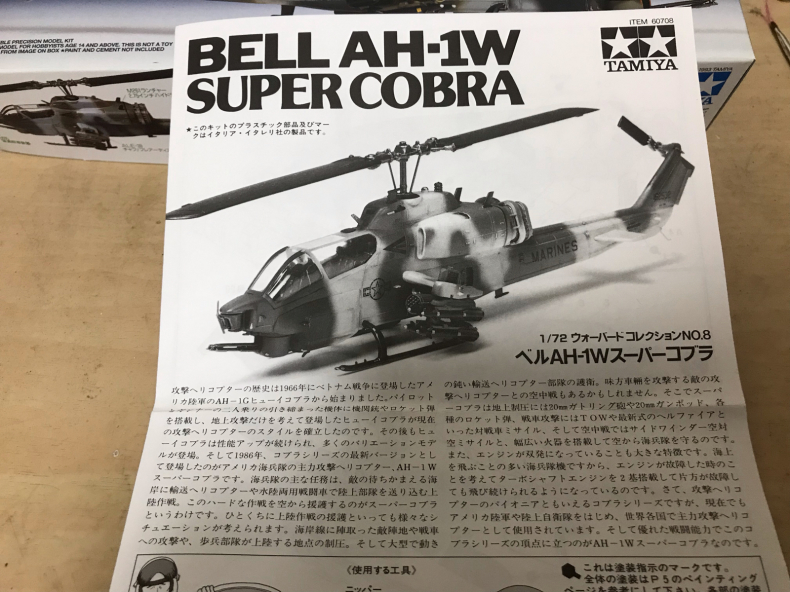 BLE PRECISION MODEL KIT
MODEL FOR HOBBYISTS AGE 14 AND ABOVE. THIS IS NOT A TOY
FROM IMAGE ON BOX •PAINT AND CEMENT NOT INCLUDED
ITEM 60708
BELL AH-1W
SUPER COBRA
TAMIYA
TAMIYA
★このキットのプラスチック部品及びマー
クはイタリア・イタレリ社の製品です。
MARINES
1/72 ウォーバードコレクションNO.8
ベルAH-1Wスーパーコブラ
攻撃ヘリコプターの歴史は1966年にベトナム戦争に登場したアメ
リカ陸軍のAH-1Gヒューイコブラから始まりました。パイロット
を搭載し、地上攻撃だけを考えて登場したヒューイコブラが現在
の攻撃ヘリコプターのスタイルを確立したのです。その後もヒュ
ーイコブラは性能アップが続けられ、多くのバリエーションモデ
ルが登場。そして1986年、コブラシリーズの最新バージョンとし
て登場したのがアメリカ海兵隊の主力攻撃ヘリコプター、AH-1W
スーパーコブラです。海兵隊の主な任務は、敵の待ちかまえる海
岸に輸送ヘリコプターや水陸両用戦闘車で陸上部隊を送り込む上
陸作戦。このハードな作戦を空から援護するのがスーパーコブラ
というわけです。ひとくちに上陸作戦の援護といっても様々なシ
チュエーションが考えられます。海岸線に陣取った敵陣地や戦車
への攻撃や、歩兵部隊が上陸する地点の制圧。そして大型で動き
の鈍い輸送ヘリコプター部隊の護衛。味方車輌を攻撃する敵の攻
撃ヘリコプターとの空中戦もあるかもしれません。そこでスーパ
ーコブラは地上制圧には20mmガトリング砲や20mmガンポッド、各
種のロケット弾、戦車攻撃にはTOWや最新式のヘルファイアと
いった対戦車ミサイル、そして空中戦ではサイドワインダー空対
空ミサイルと、幅広い火器を搭載して空から海兵隊を守るのです。
また、エンジンが双発になっていることも大きな特徴です。海上
を飛ぶことの多い海兵隊機ですから、エンジンが故障した時のこ
とを考えてターボシャフトエンジンを2基搭載して片方が故障し
ても飛び続けられるようになっているのです。さて、攻撃ヘリコ
プターのパイオニアともいえるコブラシリーズですが、現在でも
アメリカ陸軍や陸上自衛隊をはじめ、世界各国で主力攻撃ヘリコ
プターとして使用されています。そして優れた戦闘能力でこのコ
ブラシリーズの頂点に立つのがAH-1Wスーパーコブラなのです。
《使用する工具》
ニッパー
これは塗装指示のマークです。
全体の塗装はP5のペインティング